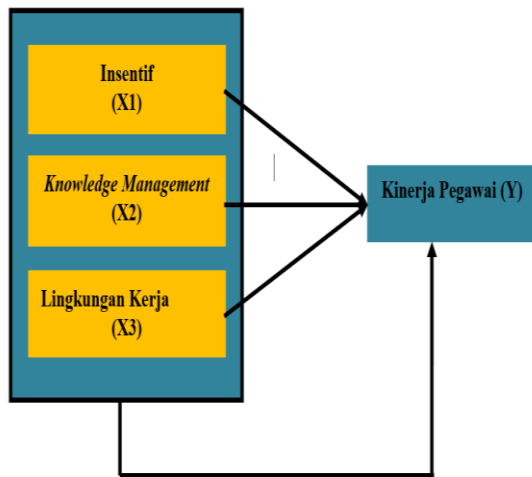 Insentif
(X1)
Knowledge Management
(X2)
Lingkungan Kerja
(X3)
Kinerja Pegawai (Y)